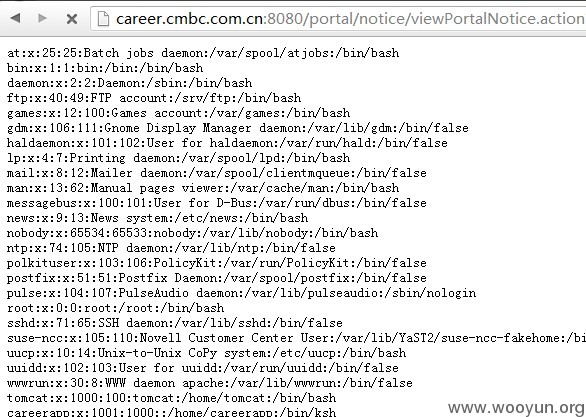 career.cmbc.com.cn:8080/portal/notice/viewPortalNotice.action
at:x:25:25:Batch jobs daemon:/var/spool/atjobs:/bin/bash
bin:x:1:1:bin:/bin:/bin/bash
daemon:x:2:2:Daemon:/sbin:/bin/bash
ftp:x:40:49:FTP account:/srv/ftp:/bin/bash
games:x:12:100:Games account:/var/games:/bin/bash
gdm:x:106:111:Gnome Display Manager daemon:/var/lib/gdm:/bin/false
haldaemon:x:101:102:User for haldaemon:/var/run/hald:/bin/false
lp:x:4:7:Printing daemon:/var/spool/lpd:/bin/bash
mail:x:8:12:Mailer daemon:/var/spool/clientmqueue:/bin/false
man:x:13:62:Manual pages viewer:/var/cache/man:/bin/bash
messagebus:x:100:101:User for D-Bus:/var/run/dbus:/bin/false
news:x:9:13:News system:/etc/news:/bin/bash
nobody:x:65534:65533:nobody:/var/lib/nobody:/bin/bash
ntp:x:74:105:NTP daemon:/var/lib/ntp:/bin/false
polkituser:x:103:106:PolicyKit:/var/run/PolicyKit:/bin/false
postfix:x:51:51:Postfix Daemon:/var/spool/postfix:/bin/false
pulse:x:104:107:PulseAudio daemon:/var/lib/pulseaudio:/sbin/nologin
root:x:0:0:root:/root:/bin/bash
sshd:x:71:65:SSH daemon:/var/lib/sshd:/bin/false
suse-ncc:x:105:110:Novell Customer Center User:/var/lib/YaST2/suse-ncc-fakehome:/bi
uucp:x:10:14:Unix-to-Unix CoPy system:/etc/uucp:/bin/bash
uuidd:x:102:103:User for uuidd:/var/run/uuidd:/bin/false
wwwrun:x:30:8:WWW daemon apache:/var/lib/wwwrun:/bin/false
tomcat:x:1000:100:tomcat:/home/tomcat:/bin/bash
careerapp:x:1001:1000::/home/careerapp:/bin/ksh
www.wooyun.org